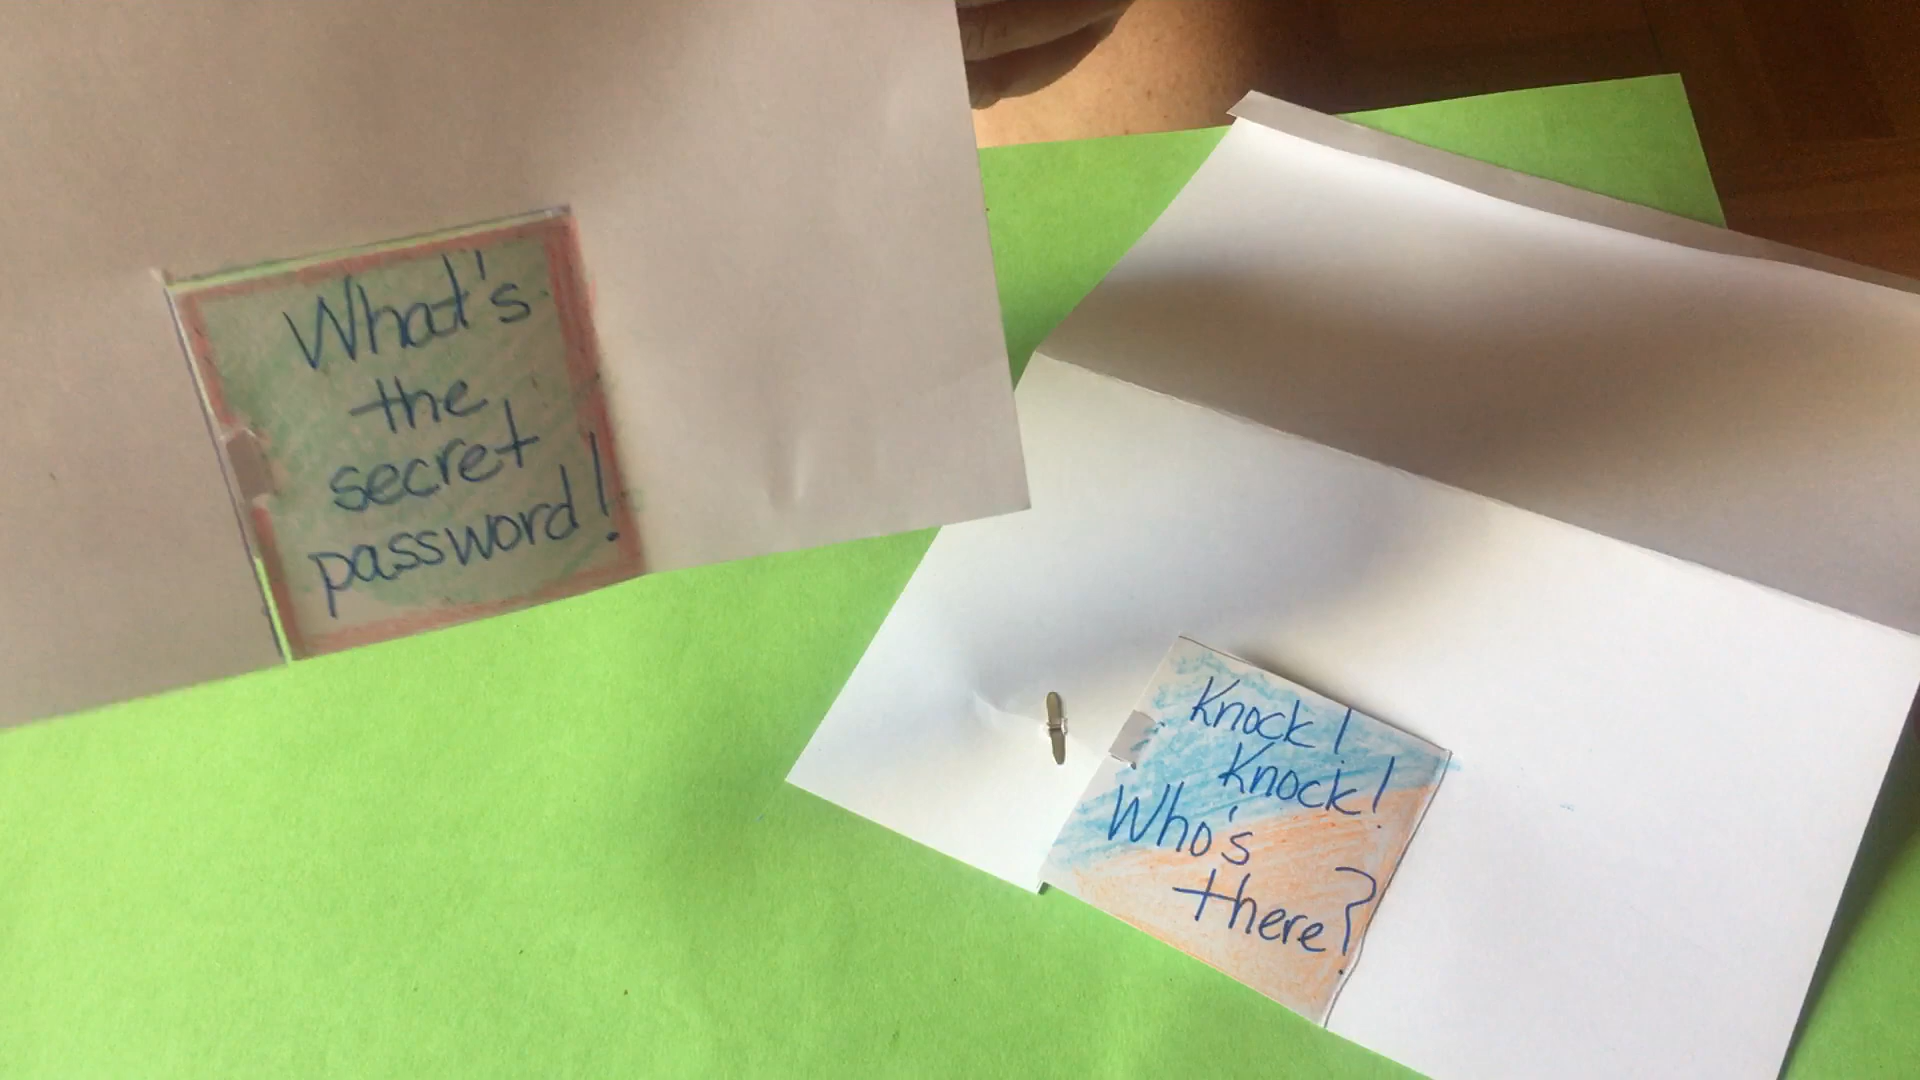 What's
the
secret
password!
Knock!
Knock!
Who's
there?